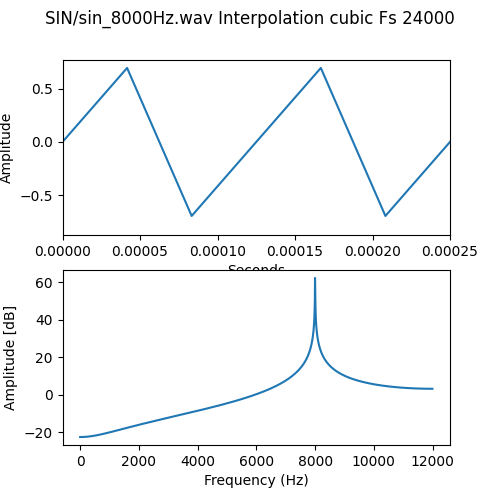 SIN/sin_8000Hz.wav Interpolation cubic Fs 24000
0.5
0.0
−0.5
Amplitude
0.00000 0.00005 0.00010 0.00015 0.00020 0.00025
Seconds
60
40
20
0
−20
Amplitude [dB]
0 2000 4000 6000 8000 10000 12000
Frequency (Hz)